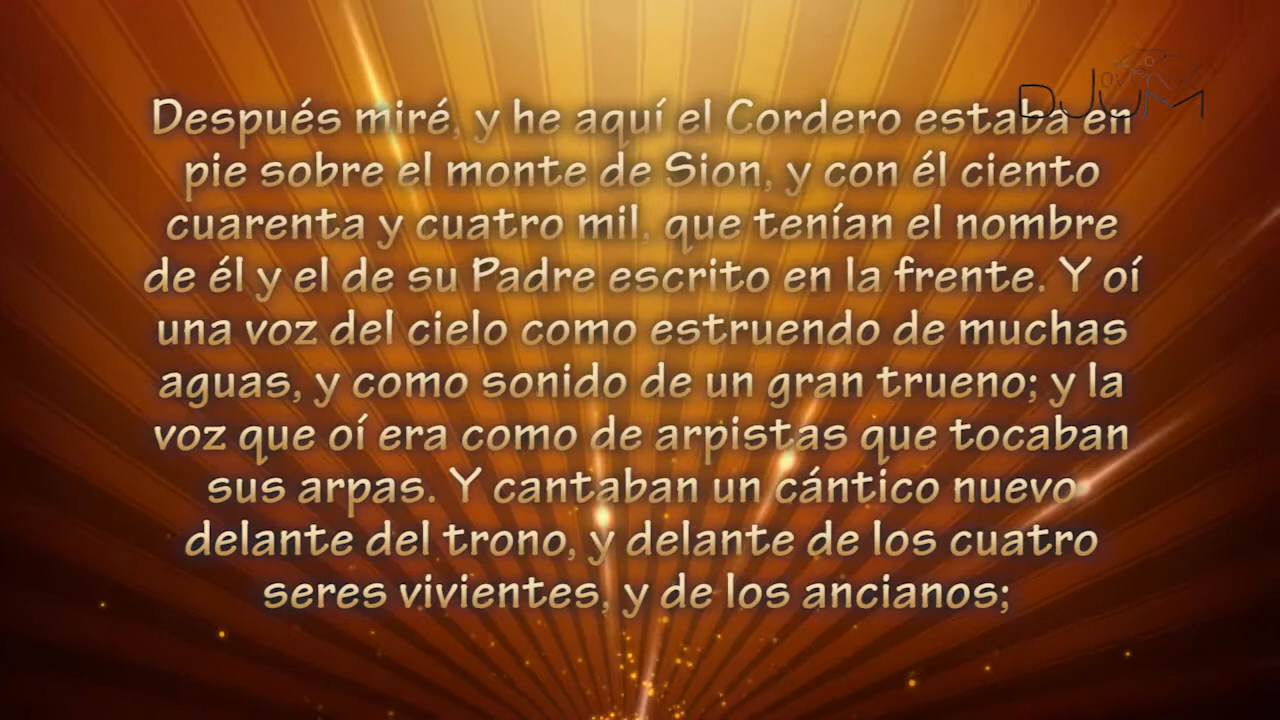 Después miré, y he aquí el Cordero estaba en
pie sobre el monte de Sion, y con él ciento
cuarenta y cuatro mil, que tenían el nombre
de él y el de su Padre escrito en la frente. Y oí
una voz del cielo como estruendo de muchas
aguas, y como sonido de un gran trueno; y la
voz que oí era como de arpistas que tocaban
sus arpas. Y cantaban un cántico nuevo
delante del trono, y delante de los cuatro
seres vivientes, y de los ancianos;